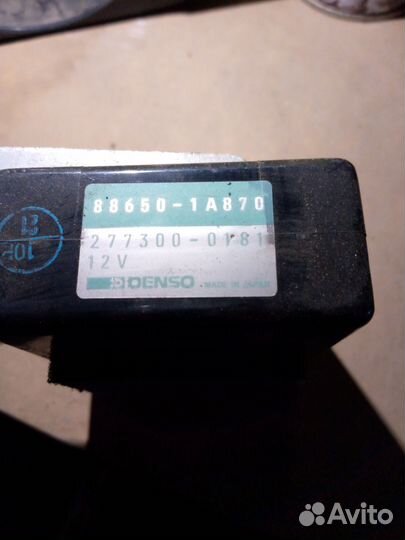 88650-1A870
277300-0181
12V
DENSO MADE IN JAPAN
Avito